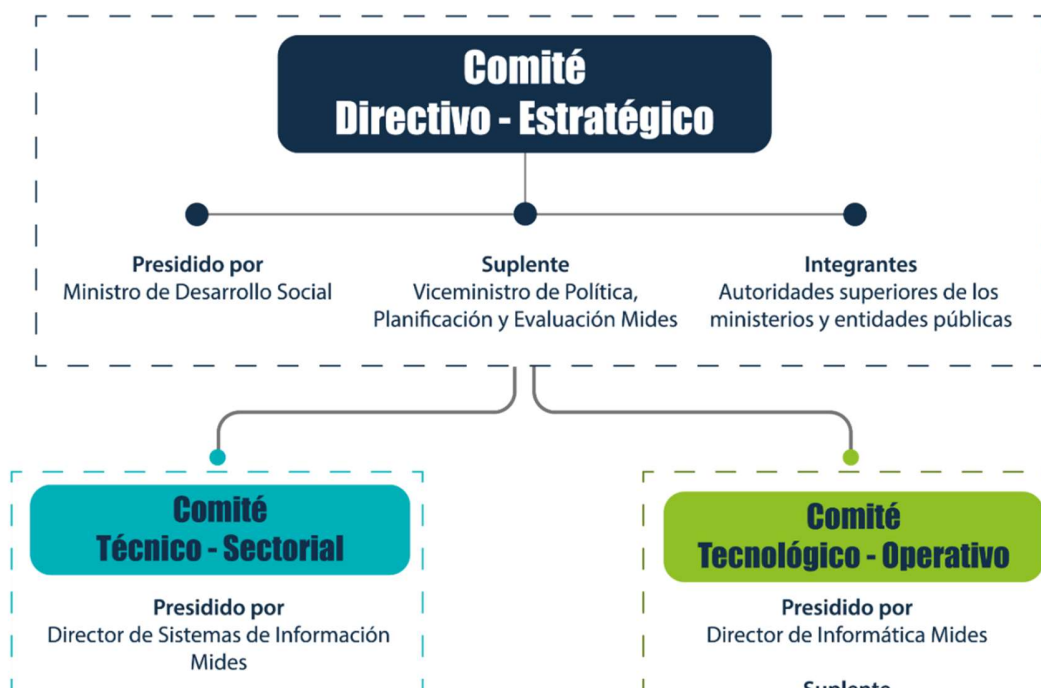 Comité
Directivo - Estratégico
Presidido por
Ministro de Desarrollo Social
Suplente
Viceministro de Política,
Planificación y Evaluación Mides
Integrantes
Autoridades superiores de los
ministerios y entidades públicas
Comité
Técnico - Sectorial
Presidido por
Director de Sistemas de Información
Mides
Comité
Tecnológico - Operativo
Presidido por
Director de Informática Mides
Suplente